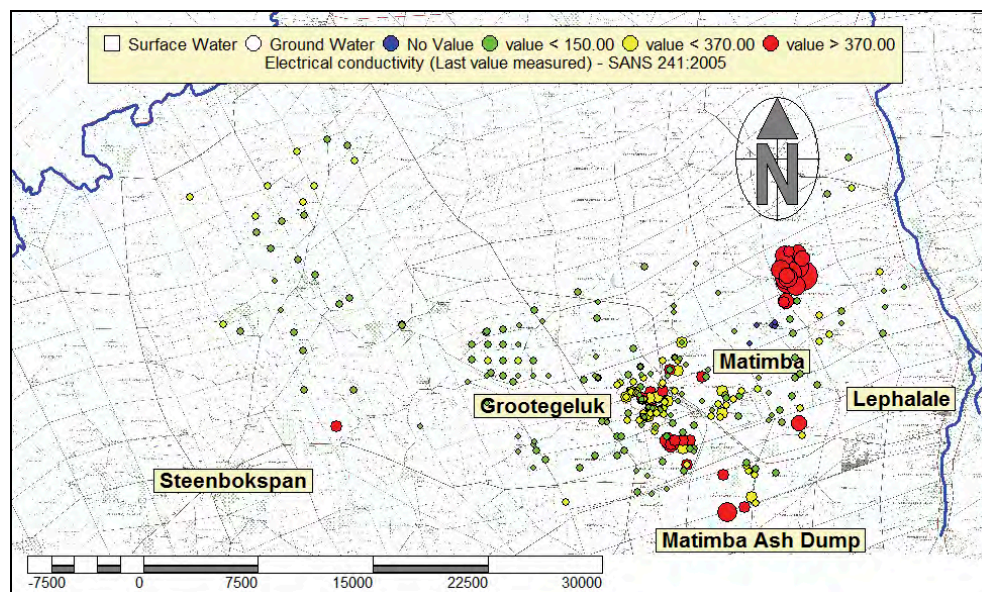 Surface Water Ground Water No Value value < 150.00 value < 370.00 value > 370.00
Electrical conductivity (Last value measured) - SANS 241:2005
N
Matimba
Lephalale
Grootegeluk
Steenbokspan
Matimba Ash Dump
-7500 0 7500 15000 22500 30000